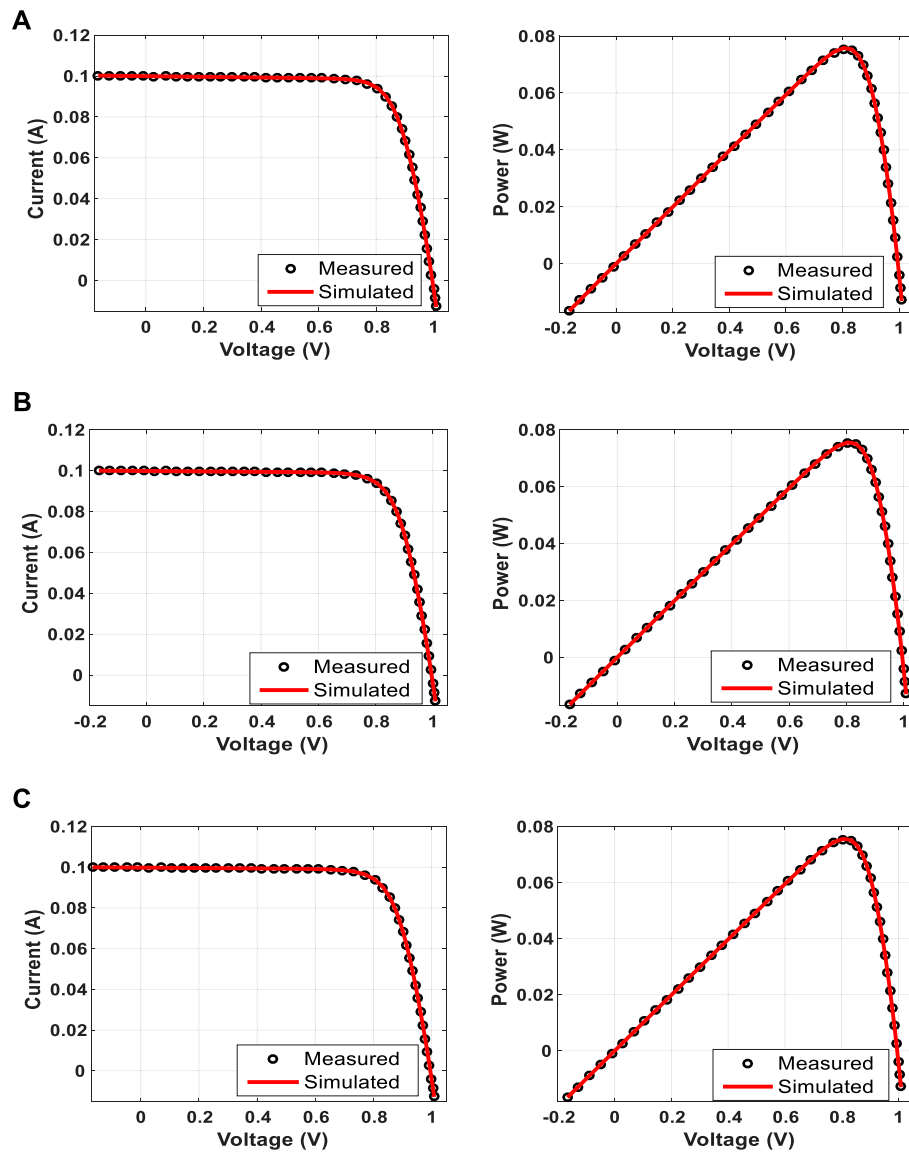 A
Current (A)
0.12
0.1
0.08
0.06
0.04
0.02
0
Measured
Simulated
0 0.2 0.4 0.6 0.8 1
Voltage (V)
Power (W)
0.08
0.06
0.04
0.02
0
Measured
Simulated
-0.2 0 0.2 0.4 0.6 0.8 1
Voltage (V)
B
Current (A)
0.12
0.1
0.08
0.06
0.04
0.02
0
Measured
Simulated
-0.2 0 0.2 0.4 0.6 0.8 1
Voltage (V)
Power (W)
0.08
0.06
0.04
0.02
0
Measured
Simulated
-0.2 0 0.2 0.4 0.6 0.8 1
Voltage (V)
C
Current (A)
0.12
0.1
0.08
0.06
0.04
0.02
0
Measured
Simulated
0 0.2 0.4 0.6 0.8 1
Voltage (V)
Power (W)
0.08
0.06
0.04
0.02
0
Measured
Simulated
-0.2 0 0.2 0.4 0.6 0.8 1
Voltage (V)